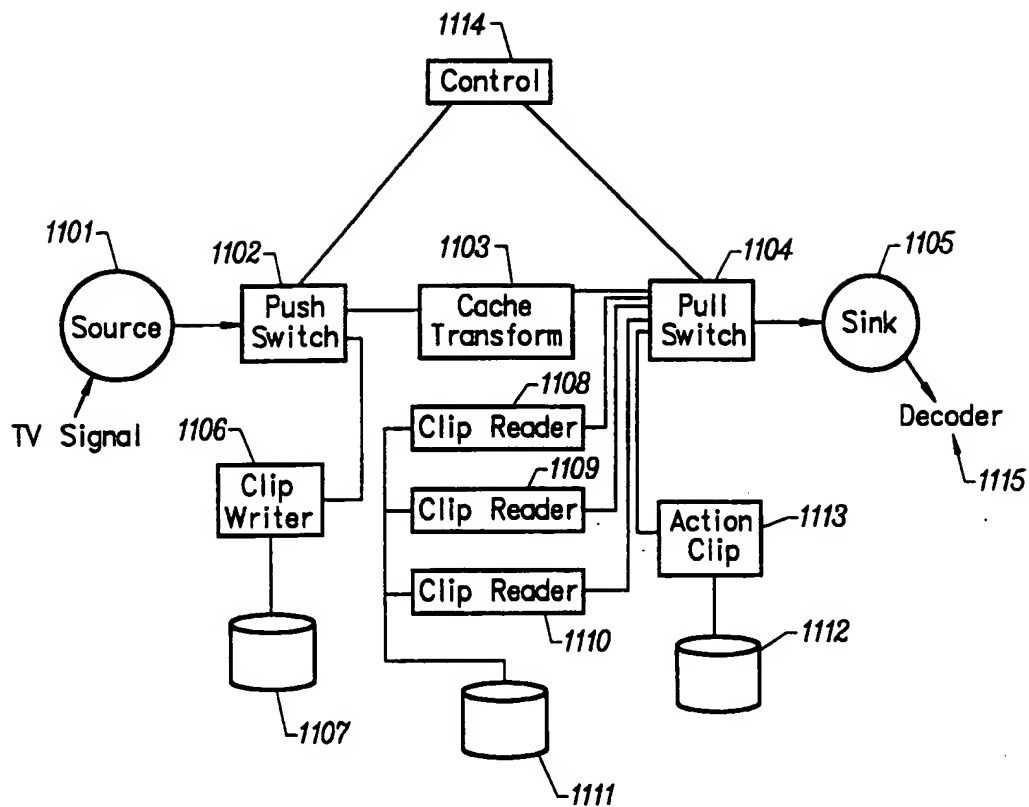 1114
Control
1101
1102
1103
1104
1105
Source
Push
Switch
Cache
Transform
Pull
Switch
Sink
TV Signal
Decoder
1115
1106
Clip
Writer
1108
Clip Reader
1109
Clip Reader
Clip Reader
1110
Action
Clip
1113
1107
1111
1112